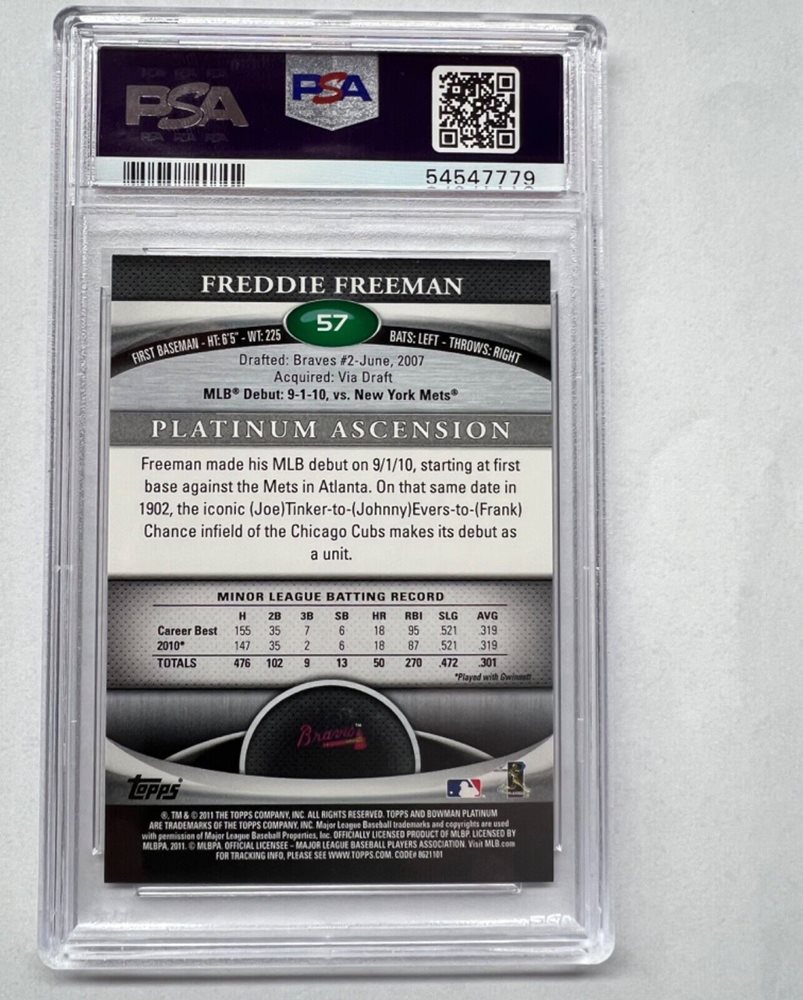 PSA
PSA
54547779
FREDDIE FREEMAN
57
FIRST BASEMAN - HT: 6'5" - WT: 225
BATS: LEFT - THROWS: RIGHT
Drafted: Braves #2-June, 2007
Acquired: Via Draft
MLB® Debut: 9-1-10, vs. New York Mets®
PLATINUM ASCENSION
Freeman made his MLB debut on 9/1/10, starting at first
base against the Mets in Atlanta. On that same date in
1902, the iconic (Joe)Tinker-to-(Johnny)Evers-to-(Frank)
Chance infield of the Chicago Cubs makes its debut as
a unit.
MINOR LEAGUE BATTING RECORD
H 2B 3B SB HR RBI SLG AVG
Career Best 155 35 7 6 18 95 .521 .319
2010* 147 35 2 6 18 87 .521 .319
TOTALS 476 102 9 13 50 270 .472 .301
*Played with Gwinnett
Braves™
Topps®
®, TM & © 2011 THE TOPPS COMPANY, INC. ALL RIGHTS RESERVED. TOPPS AND BOWMAN PLATINUM
ARE TRADEMARKS OF THE TOPPS COMPANY, INC. Major League Baseball trademarks and copyrights are used
with permission of Major League Baseball Properties, Inc. OFFICIALLY LICENSED PRODUCT OF MLBP. LICENSED BY
MLBPA, 2011. © MLBPA. OFFICIAL LICENSEE – MAJOR LEAGUE BASEBALL PLAYERS ASSOCIATION. Visit MLB.com
FOR TRACKING INFO, PLEASE SEE WWW.TOPPS.COM. CODE# 8621101